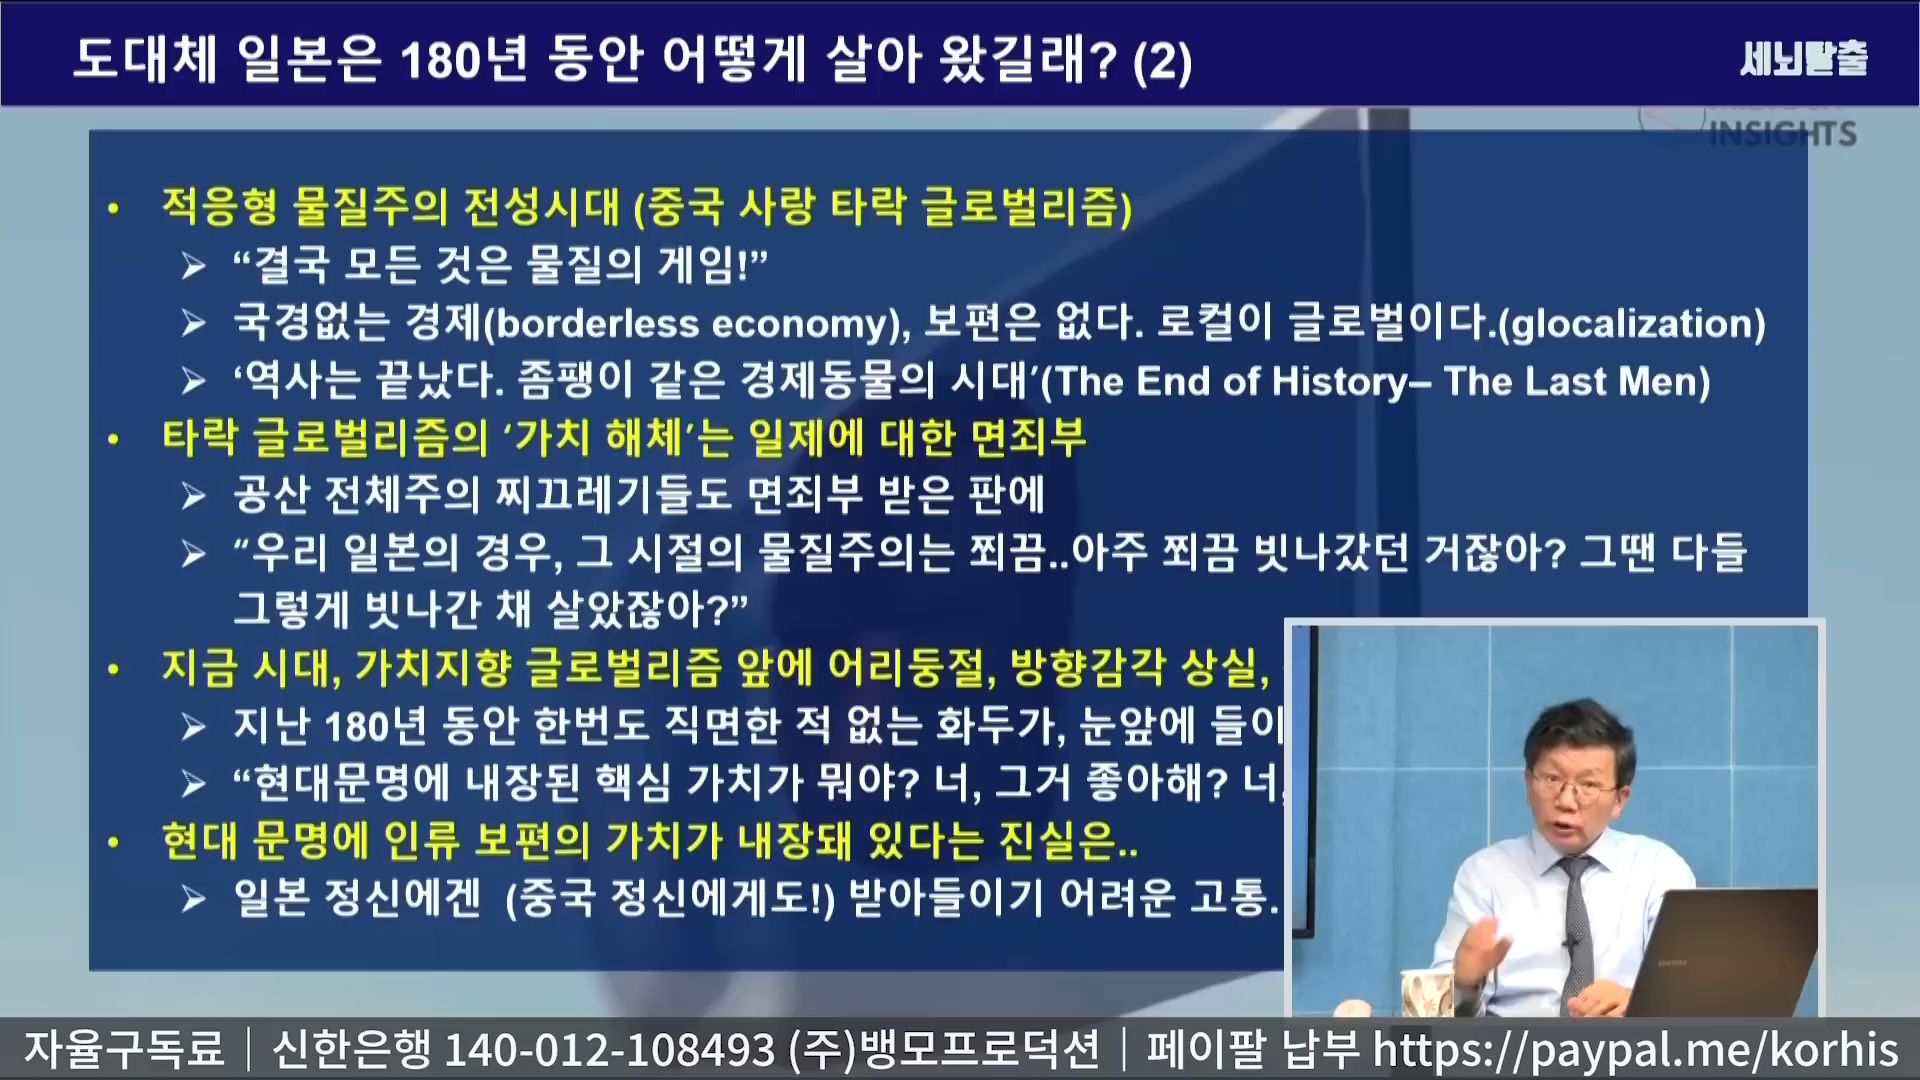 도대체 일본은 180년 동안 어떻게 살아 왔길래? (2)
세뇌탈출
INSIGHTS
• 적응형 물질주의 전성시대 (중국 사랑 타락 글로벌리즘)
➢ “결국 모든 것은 물질의 게임!”
➢ 국경없는 경제(borderless economy), 보편은 없다. 로컬이 글로벌이다.(glocalization)
➢ ‘역사는 끝났다. 좀팽이 같은 경제동물의 시대’(The End of History– The Last Men)
• 타락 글로벌리즘의 ‘가치 해체’는 일제에 대한 면죄부
➢ 공산 전체주의 찌끄레기들도 면죄부 받은 판에
➢ “우리 일본의 경우, 그 시절의 물질주의는 쬐끔..아주 쬐끔 빗나갔던 거잖아? 그땐 다들
그렇게 빗나간 채 살았잖아?”
• 지금 시대, 가치지향 글로벌리즘 앞에 어리둥절, 방향감각 상실,
➢ 지난 180년 동안 한번도 직면한 적 없는 화두가, 눈앞에 들이
➢ “현대문명에 내장된 핵심 가치가 뭐야? 너, 그거 좋아해? 너,
• 현대 문명에 인류 보편의 가치가 내장돼 있다는 진실은..
➢ 일본 정신에겐 (중국 정신에게도!) 받아들이기 어려운 고통.
SAMSUNG
자율구독료│신한은행 140-012-108493 (주)뱅모프로덕션│페이팔 납부 https://paypal.me/korhis